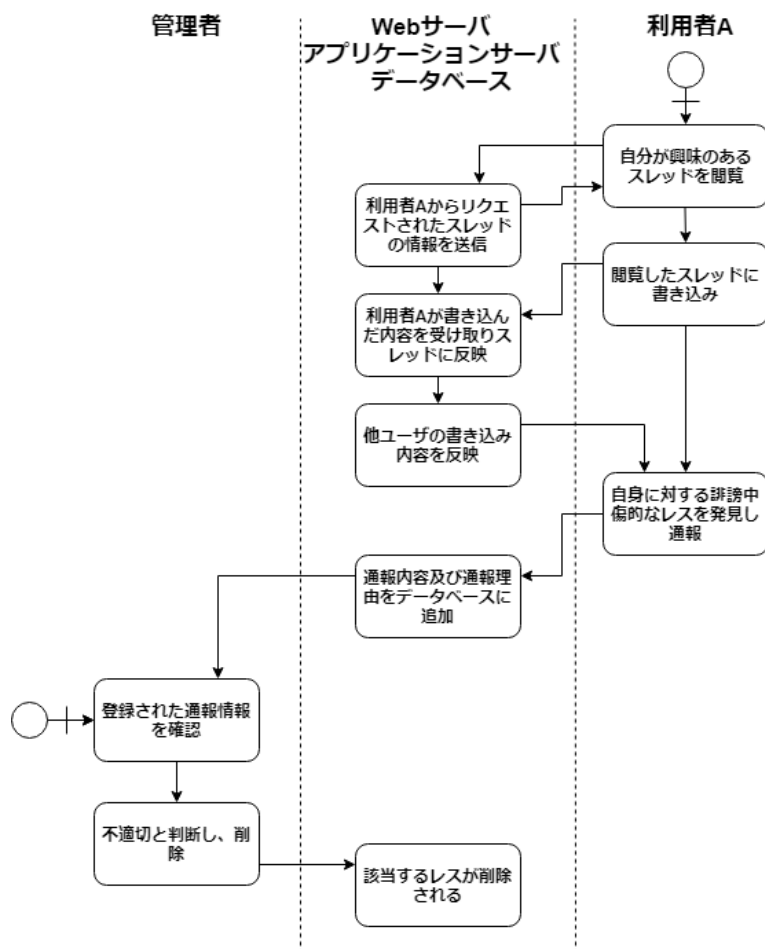 管理者
Webサーバ
アプリケーションサーバ
データベース
利用者A
自分が興味のある
スレッドを閲覧
利用者Aからリクエ
ストされたスレッド
の情報を送信
閲覧したスレッドに
書き込み
利用者Aが書き込ん
だ内容を受け取りス
レッドに反映
他ユーザの書き込み
内容を反映
自身に対する誹謗中
傷的なレスを発見し
通報
通報内容及び通報理
由をデータベースに
追加
登録された通報情報
を確認
不適切と判断し、削
除
該当するレスが削除
される